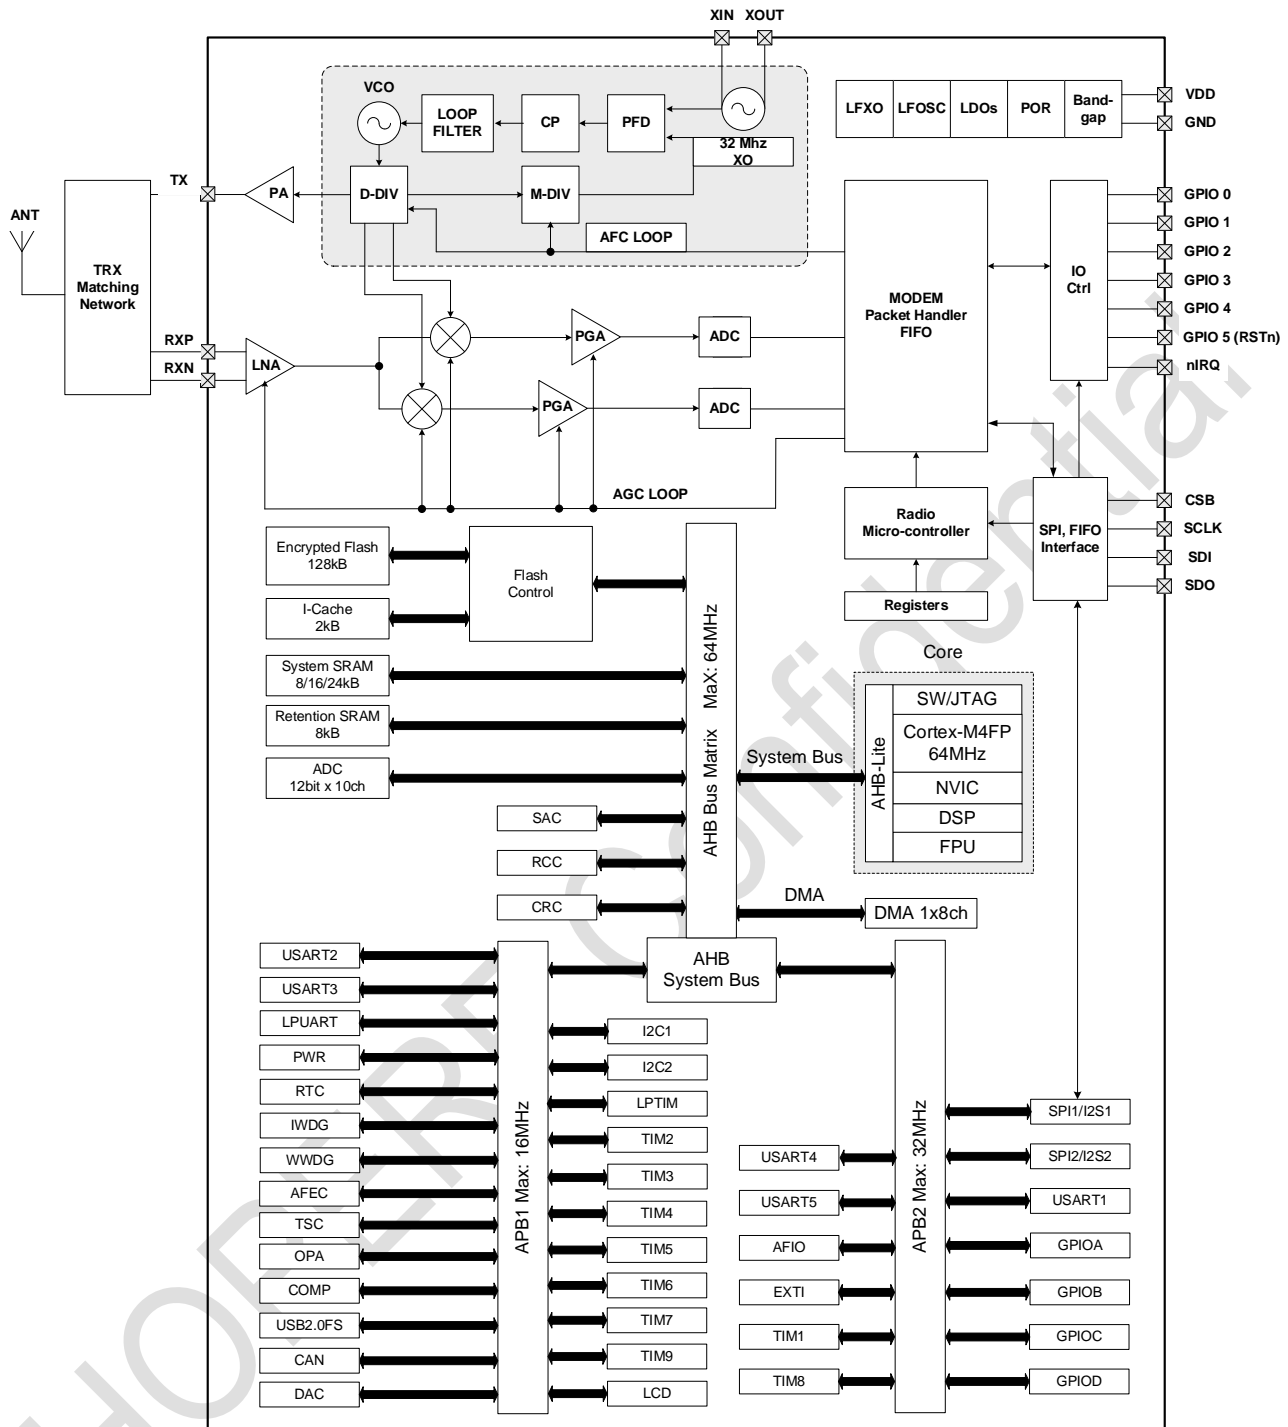 XIN XOUT
VCO
LOOP
FILTER
CP
PFD
32 Mhz
XO
LFXO
LFOSC
LDOs
POR
Band-
gap
VDD
GND
TX
PA
D-DIV
M-DIV
AFC LOOP
ANT
TRX
Matching
Network
RXP
RXN
LNA
PGA
ADC
PGA
ADC
AGC LOOP
MODEM
Packet Handler
FIFO
IO
Ctrl
GPIO 0
GPIO 1
GPIO 2
GPIO 3
GPIO 4
GPIO 5 (RSTn)
nIRQ
Radio
Micro-controller
Registers
SPI, FIFO
Interface
CSB
SCLK
SDI
SDO
Encrypted Flash
128kB
I-Cache
2kB
Flash
Control
System SRAM
8/16/24kB
Retention SRAM
8kB
ADC
12bit x 10ch
SAC
RCC
CRC
AHB Bus Matrix MaX: 64MHz
System Bus
Core
AHB-Lite
SW/JTAG
Cortex-M4FP
64MHz
NVIC
DSP
FPU
DMA
DMA 1x8ch
AHB
System Bus
USART2
USART3
LPUART
PWR
RTC
IWDG
WWDG
AFEC
TSC
OPA
COMP
USB2.0FS
CAN
DAC
APB1 Max: 16MHz
I2C1
I2C2
LPTIM
TIM2
TIM3
TIM4
TIM5
TIM6
TIM7
TIM9
LCD
USART4
USART5
AFIO
EXTI
TIM1
TIM8
APB2 Max: 32MHz
SPI1/I2S1
SPI2/I2S2
USART1
GPIOA
GPIOB
GPIOC
GPIOD
HOPERF Confidential